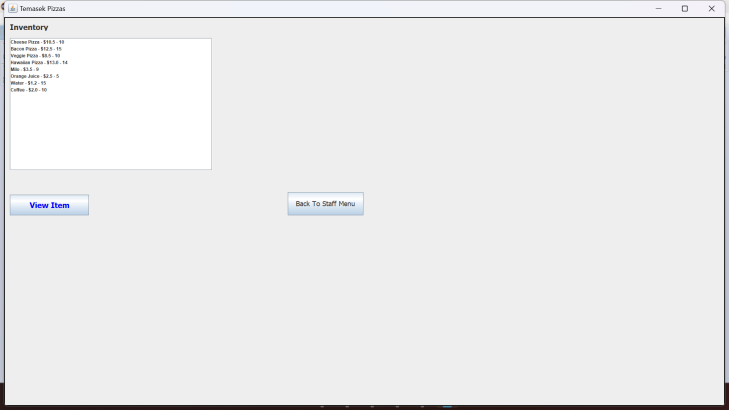 Temasek Pizzas
Inventory
Cheese Pizza - $10.5 - 10
Bacon Pizza - $12.5 - 15
Veggie Pizza - $9.5 - 10
Hawaiian Pizza - $13.0 - 14
Milo - $3.5 - 9
Orange Juice - $2.5 - 5
Water - $1.2 - 15
Coffee - $2.0 - 10
View Item
Back To Staff Menu